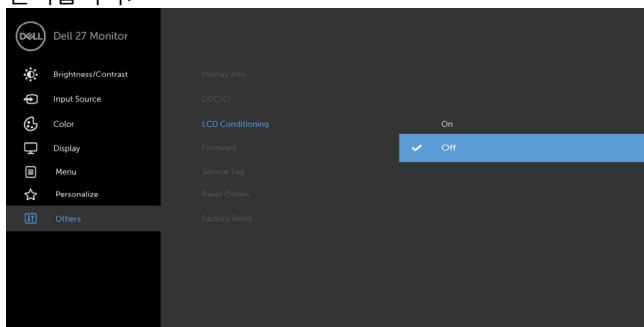 DELL
Dell 27 Monitor
Brightness/Contrast
Input Source
Color
Display
Menu
Personalize
Others
Display Info
DDC/CI
LCD Conditioning
Firmware
Service Tag
Reset Others
Factory Reset
On
Off